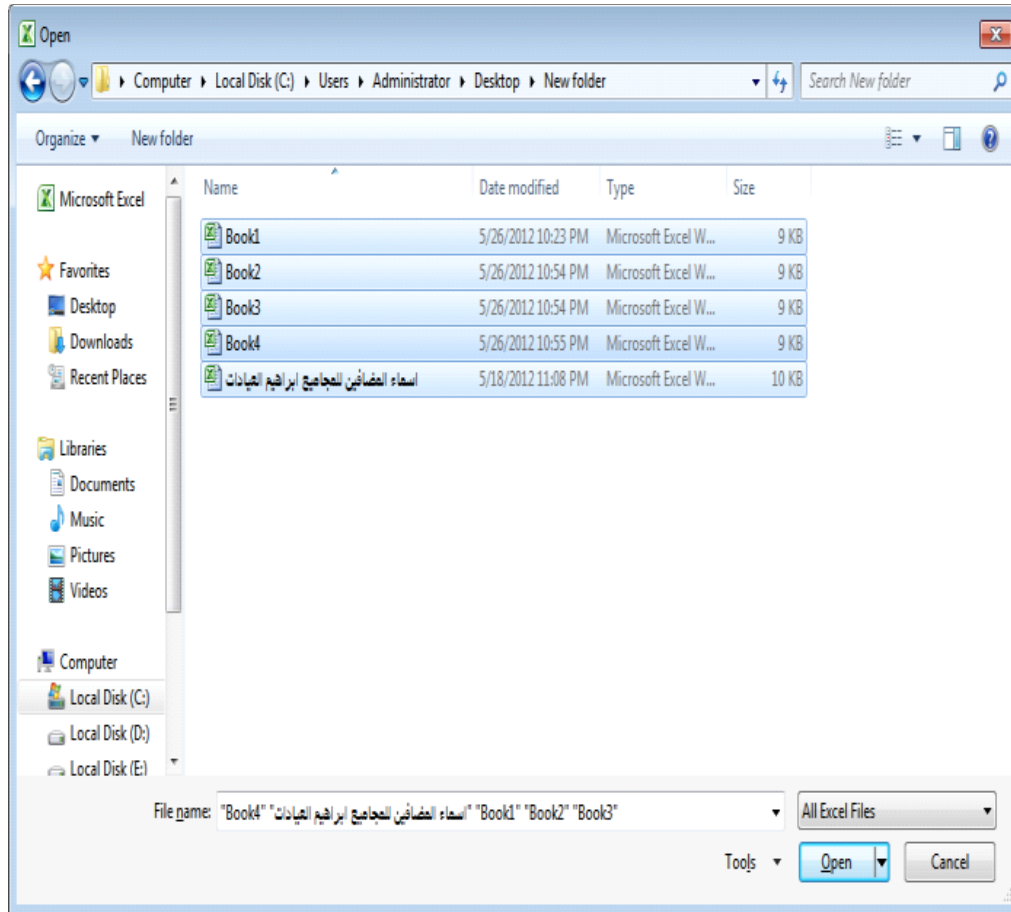 Open
Computer Local Disk (C:) Users Administrator Desktop New folder
Search New folder
Organize New folder
Name Date modified Type Size
Microsoft Excel
Favorites
Desktop
Downloads
Recent Places
Libraries
Documents
Music
Pictures
Videos
Computer
Local Disk (C:)
Local Disk (D:)
Local Disk (E:)
Book1 5/26/2012 10:23 PM Microsoft Excel W... 9 KB
Book2 5/26/2012 10:54 PM Microsoft Excel W... 9 KB
Book3 5/26/2012 10:54 PM Microsoft Excel W... 9 KB
Book4 5/26/2012 10:55 PM Microsoft Excel W... 9 KB
اسماء المضافين للمجاميع ابراهيم العيادات 5/18/2012 11:08 PM Microsoft Excel W... 10 KB
File name: "Book4" "اسماء المضافين للمجاميع ابراهيم العيادات" "Book1" "Book2" "Book3"
All Excel Files
Tools Open Cancel